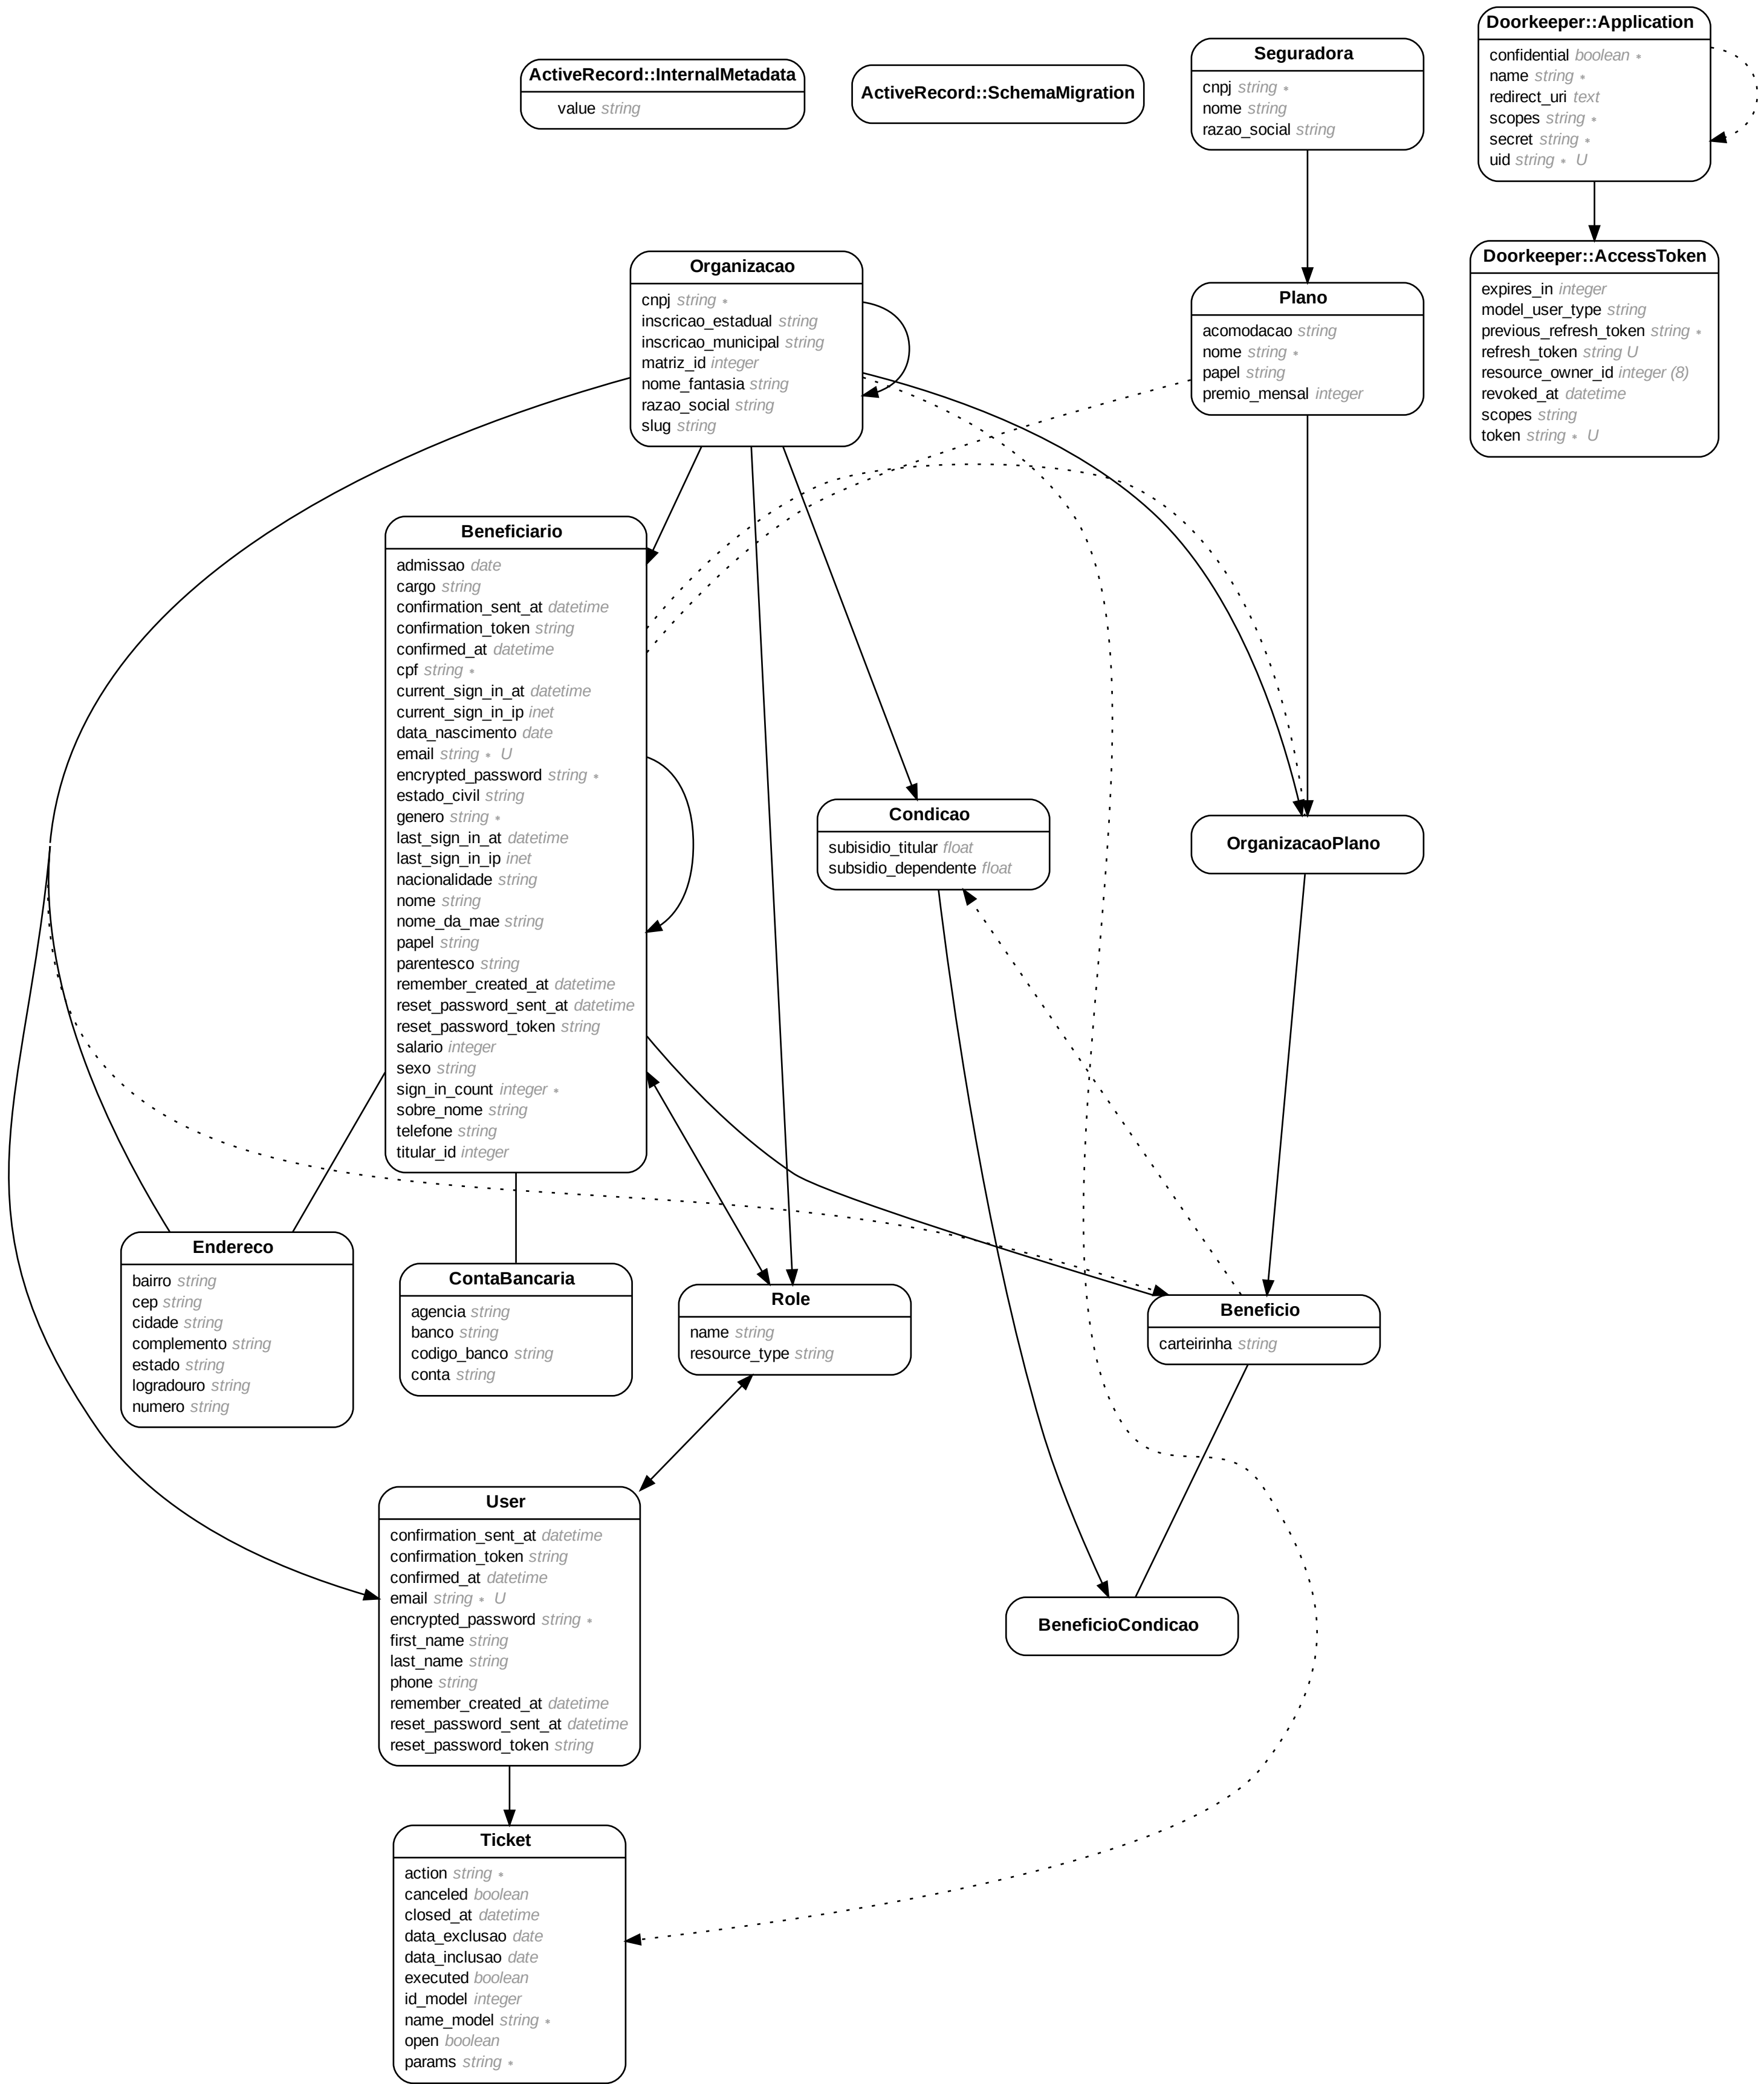 ActiveRecord::InternalMetadata
value string
ActiveRecord::SchemaMigration
Seguradora
cnpj string *
nome string
razao_social string
Doorkeeper::Application
confidential boolean *
name string *
redirect_uri text
scopes string *
secret string *
uid string * U
Doorkeeper::AccessToken
expires_in integer
model_user_type string
previous_refresh_token string *
refresh_token string U
resource_owner_id integer (8)
revoked_at datetime
scopes string
token string * U
Organizacao
cnpj string *
inscricao_estadual string
inscricao_municipal string
matriz_id integer
nome_fantasia string
razao_social string
slug string
Plano
acomodacao string
nome string *
papel string
premio_mensal integer
Beneficiario
admissao date
cargo string
confirmation_sent_at datetime
confirmation_token string
confirmed_at datetime
cpf string *
current_sign_in_at datetime
current_sign_in_ip inet
data_nascimento date
email string * U
encrypted_password string *
estado_civil string
genero string *
last_sign_in_at datetime
last_sign_in_ip inet
nacionalidade string
nome string
nome_da_mae string
papel string
parentesco string
remember_created_at datetime
reset_password_sent_at datetime
reset_password_token string
salario integer
sexo string
sign_in_count integer *
sobre_nome string
telefone string
titular_id integer
Condicao
subisidio_titular float
subsidio_dependente float
OrganizacaoPlano
Endereco
bairro string
cep string
cidade string
complemento string
estado string
logradouro string
numero string
ContaBancaria
agencia string
banco string
codigo_banco string
conta string
Role
name string
resource_type string
Beneficio
carteirinha string
User
confirmation_sent_at datetime
confirmation_token string
confirmed_at datetime
email string * U
encrypted_password string *
first_name string
last_name string
phone string
remember_created_at datetime
reset_password_sent_at datetime
reset_password_token string
BeneficioCondicao
Ticket
action string *
canceled boolean
closed_at datetime
data_exclusao date
data_inclusao date
executed boolean
id_model integer
name_model string *
open boolean
params string *